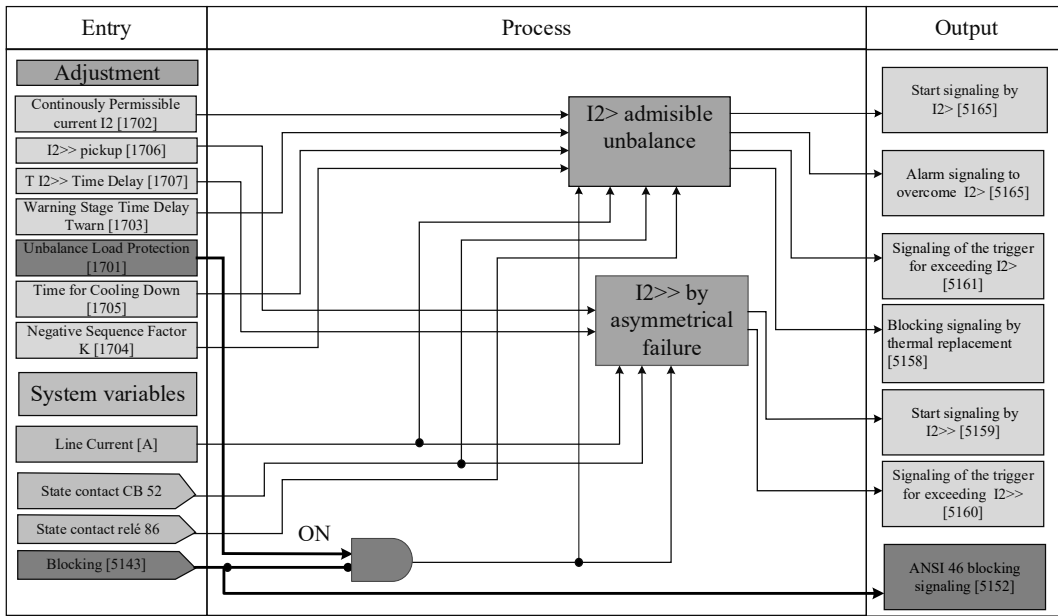 Entry
Process
Output
Adjustment
Continously Permissible
current I2 [1702]
I2>> pickup [1706]
T I2>> Time Delay [1707]
Warning Stage Time Delay
Twarn [1703]
Unbalance Load Protection
[1701]
Time for Cooling Down
[1705]
Negative Sequence Factor
K [1704]
System variables
Line Current [A]
State contact CB 52
State contact relé 86
Blocking [5143]
I2> admisible
unbalance
I2>> by
asymmetrical
failure
ON
Start signaling by
I2> [5165]
Alarm signaling to
overcome I2> [5165]
Signaling of the trigger
for exceeding I2>
[5161]
Blocking signaling by
thermal replacement
[5158]
Start signaling by
I2>> [5159]
Signaling of the trigger
for exceeding I2>>
[5160]
ANSI 46 blocking
signaling [5152]